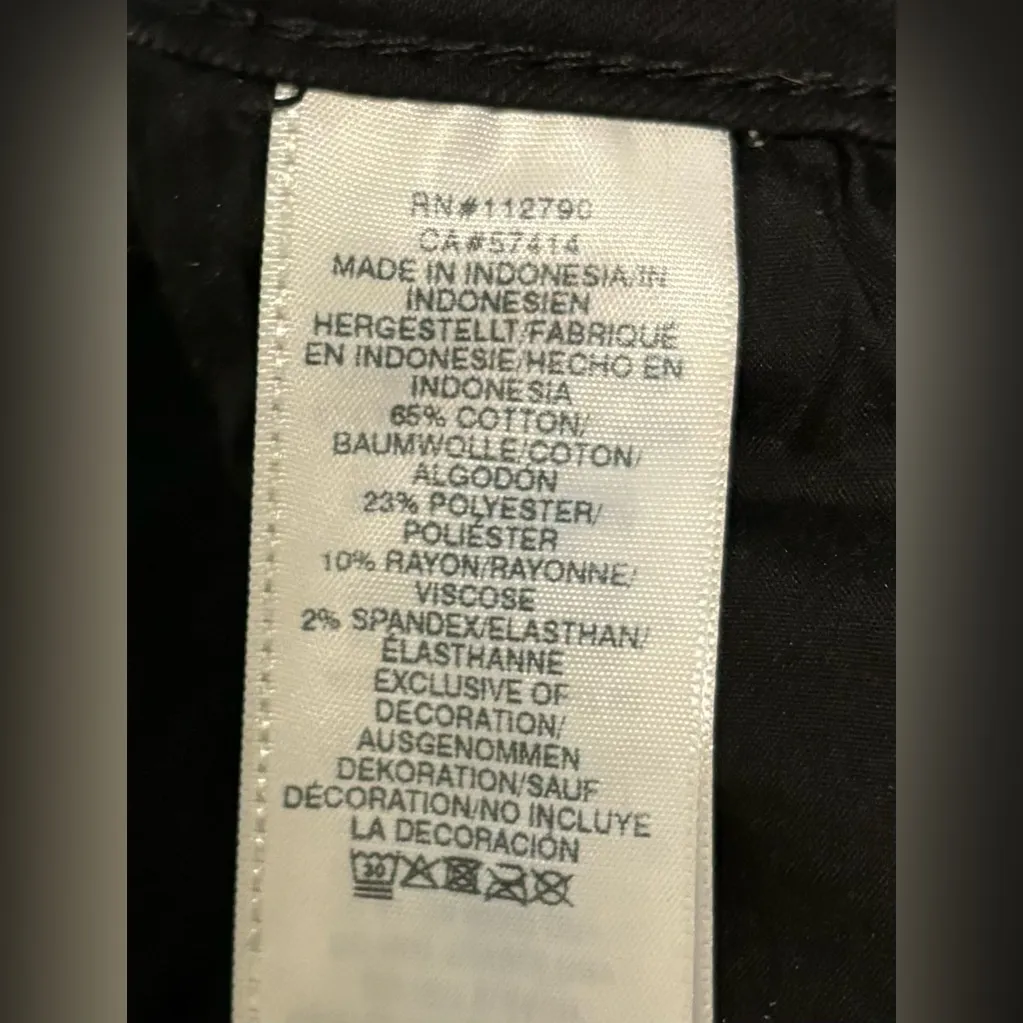 RN#112790
CA#57414
MADE IN INDONESIA/IN
INDONESIEN
HERGESTELLT/FABRIQUÉ
EN INDONESIE/HECHO EN
INDONESIA
65% COTTON/
BAUMWOLLE/COTON/
ALGODÓN
23% POLYESTER/
POLIÉSTER
10% RAYON/RAYONNE/
VISCOSE
2% SPANDEX/ELASTHAN/
ÉLASTHANNE
EXCLUSIVE OF
DECORATION/
AUSGENOMMEN
DEKORATION/SAUF
DÉCORATION/NO INCLUYE
LA DECORACIÓN
30